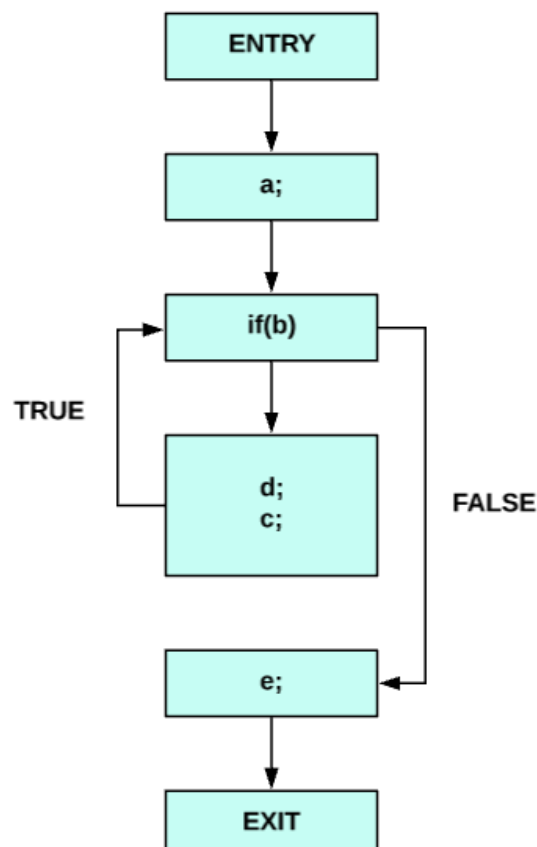 ENTRY
a;
if(b)
TRUE
d;
c;
FALSE
e;
EXIT